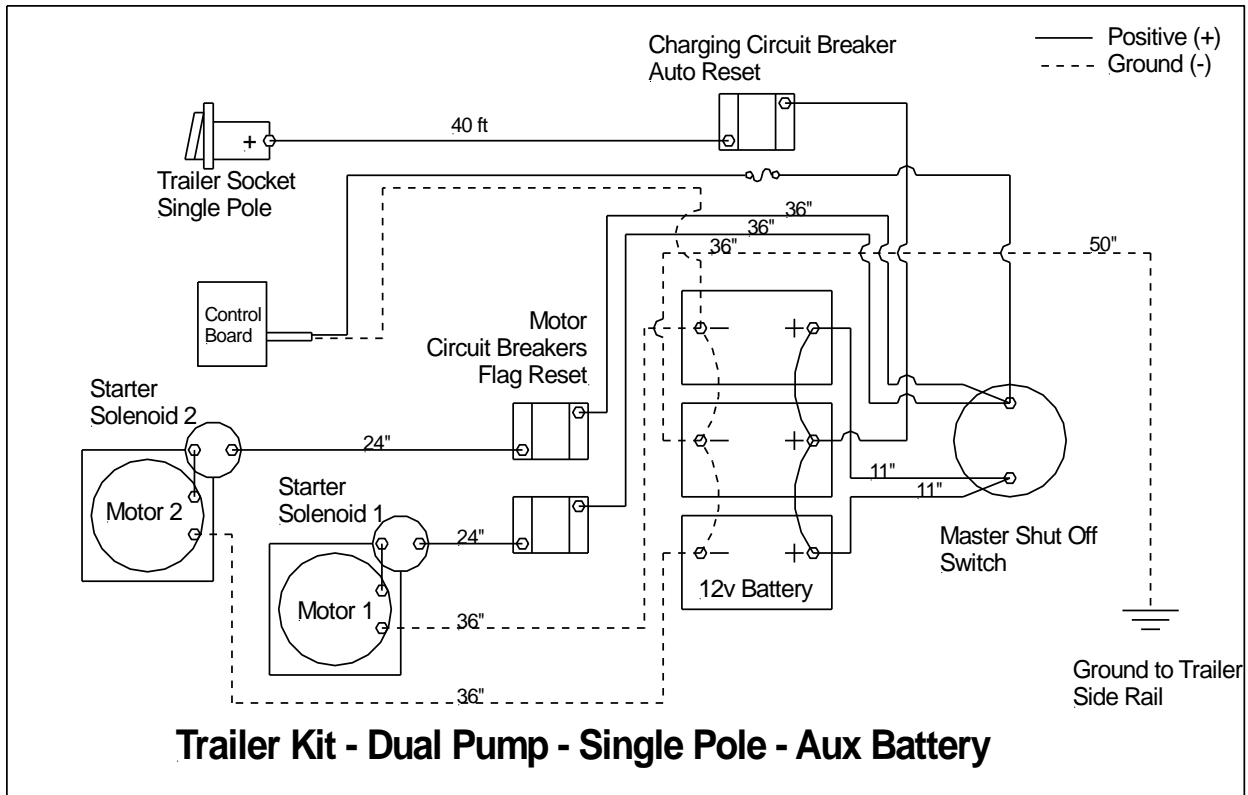 Charging Circuit Breaker
Auto Reset
Positive (+)
Ground (-)
40 ft
+
Trailer Socket
Single Pole
36"
36"
36"
50"
Control
Board
Motor
Circuit Breakers
Flag Reset
− +
Starter
Solenoid 2
24"
− +
Motor 2
11"
11"
Starter
Solenoid 1
24"
Master Shut Off
Switch
− +
12v Battery
Motor 1
36"
36"
Ground to Trailer
Side Rail
Trailer Kit - Dual Pump - Single Pole - Aux Battery